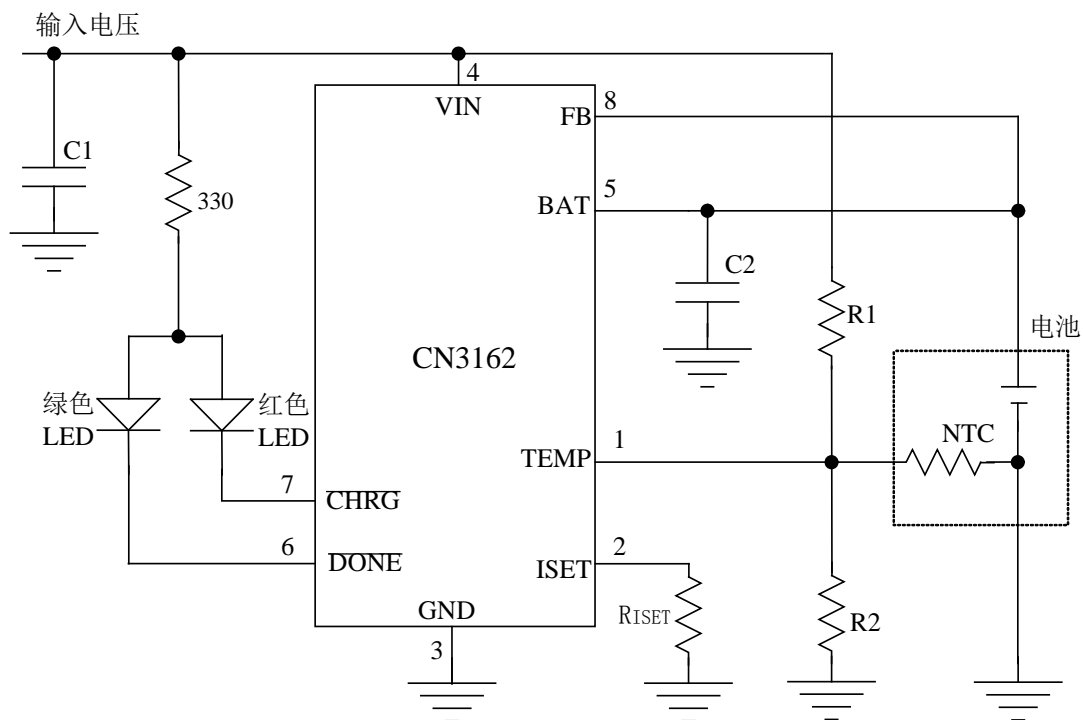 输入电压
4
VIN
8
FB
C1
330
5
BAT
C2
R1
CN3162
电池
绿色
LED
红色
LED
1
TEMP
NTC
7
CHRG
6
DONE
2
ISET
RISET
R2
GND
3